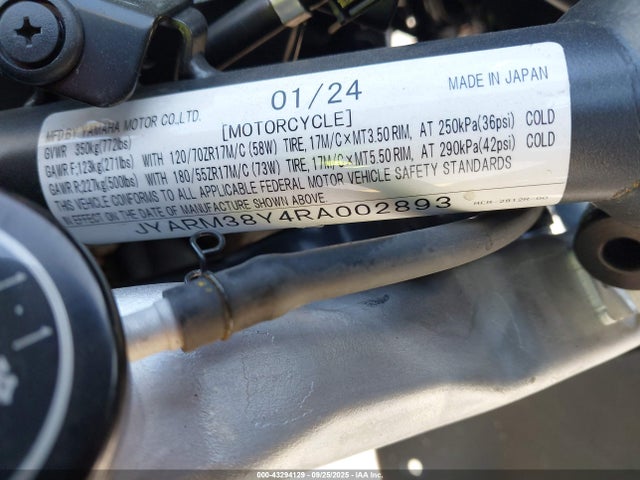 01/24
MADE IN JAPAN
MFD.BY YAMAHA MOTOR CO.,LTD.
[MOTORCYCLE]
GVWR 350kg(772lbs)
GAWR F:123kg(271lbs) WITH 120/70ZR17M/C (58W) TIRE, 17M/C×MT3.50 RIM, AT 250kPa(36psi) COLD
GAWR R:227kg(500lbs) WITH 180/55ZR17M/C (73W) TIRE, 17M/C×MT5.50 RIM, AT 290kPa(42psi) COLD
THIS VEHICLE CONFORMS TO ALL APPLICABLE FEDERAL MOTOR VEHICLE SAFETY STANDARDS
IN EFFECT ON THE DATE OF MANUFACTURE SHOWN ABOVE.
JYARM38Y4RA002893
000-43294129 - 09/25/2025 - IAA Inc.